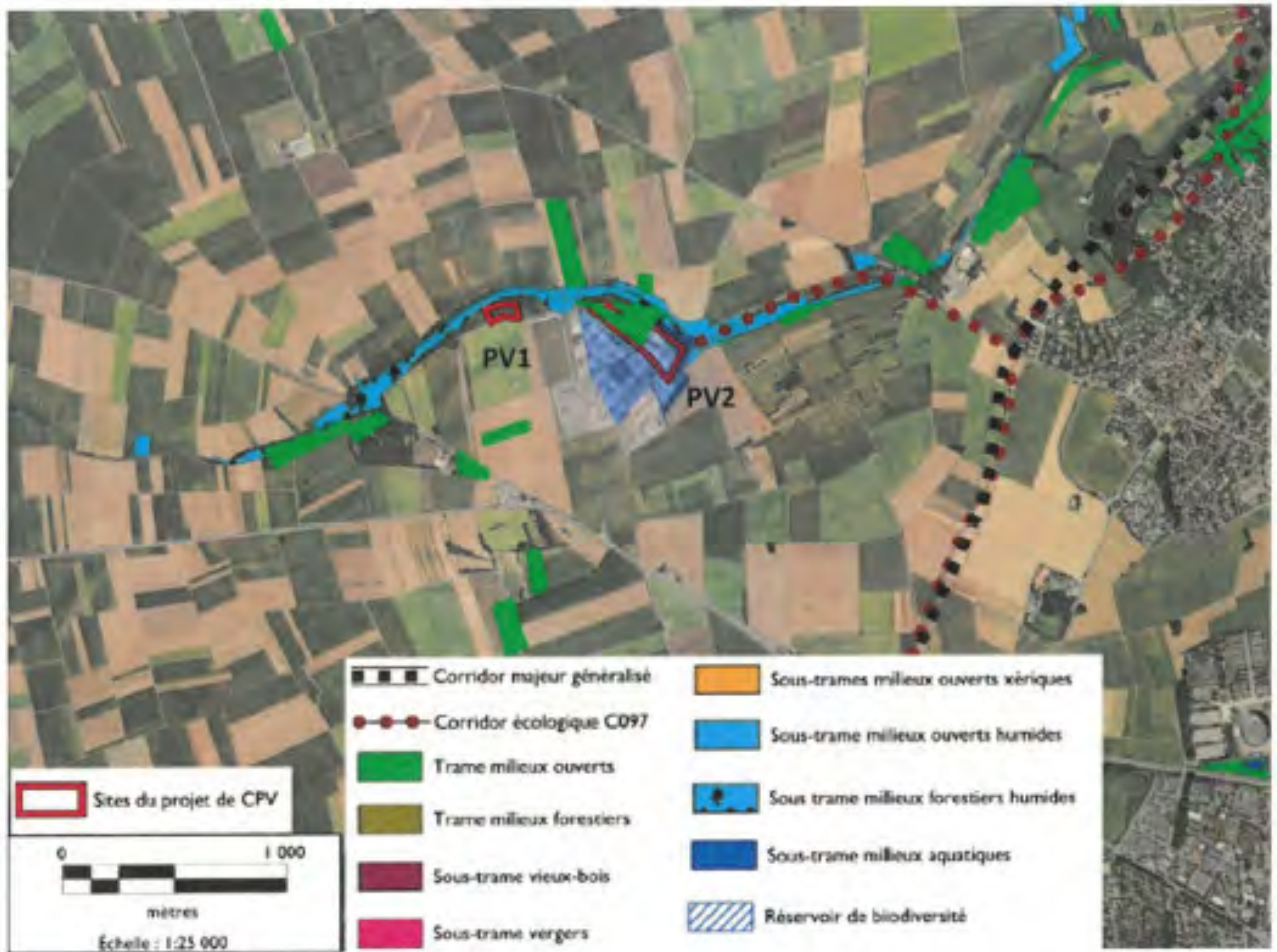 PV1
PV2
Corridor majeur généralisé
Corridor écologique C097
Trame milieux ouverts
Trame milieux forestiers
Sous-trame vieux-bois
Sous-trame vergers
Sous-trames milieux ouverts xériques
Sous-trame milieux ouverts humides
Sous trame millieux forestiers humides
Sous-trame millieux aquatiques
Réservoir de biodiversité
Sites du projet de CPV
0 1 000
mètres
Échelle : 1:25 000